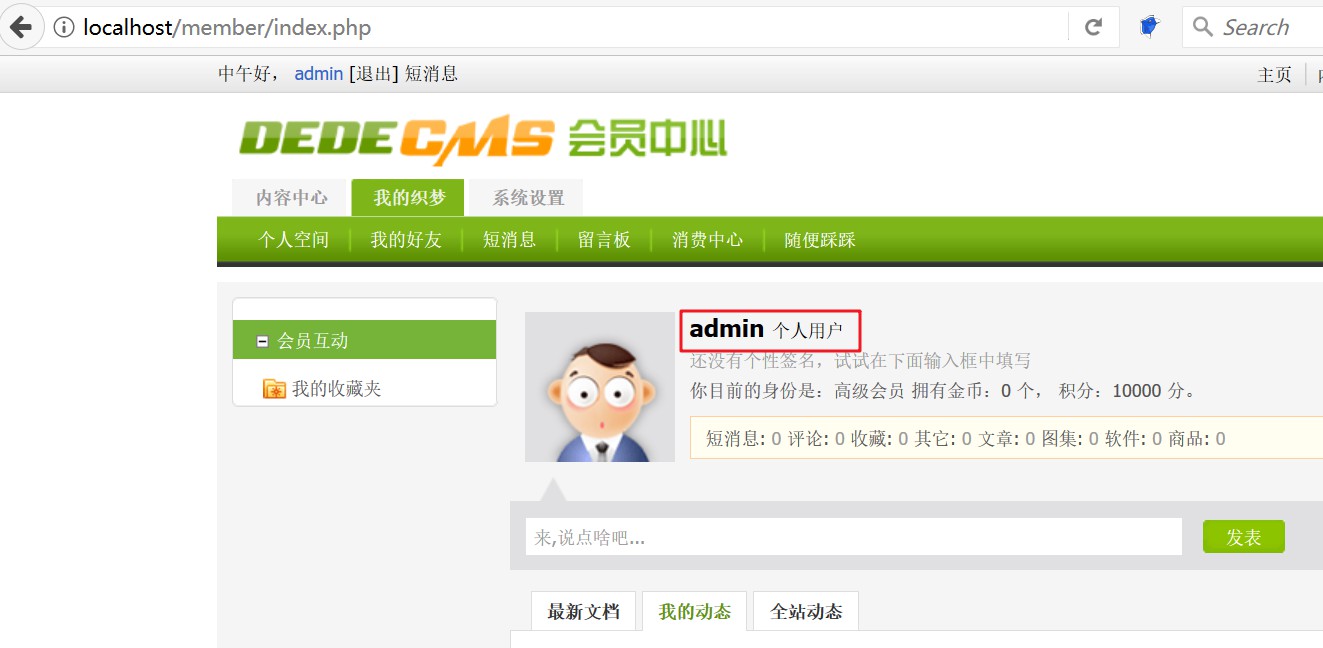 localhost/member/index.php
Search
中午好， admin [退出] 短消息
主页
DEDECMS 会员中心
内容中心 我的织梦 系统设置
个人空间 我的好友 短消息 留言板 消费中心 随便踩踩
会员互动
我的收藏夹
admin 个人用户
还没有个性签名，试试在下面输入框中填写
你目前的身份是：高级会员 拥有金币：0 个， 积分：10000 分。
短消息: 0 评论: 0 收藏: 0 其它: 0 文章: 0 图集: 0 软件: 0 商品: 0
来,说点啥吧...
发表
最新文档 我的动态 全站动态